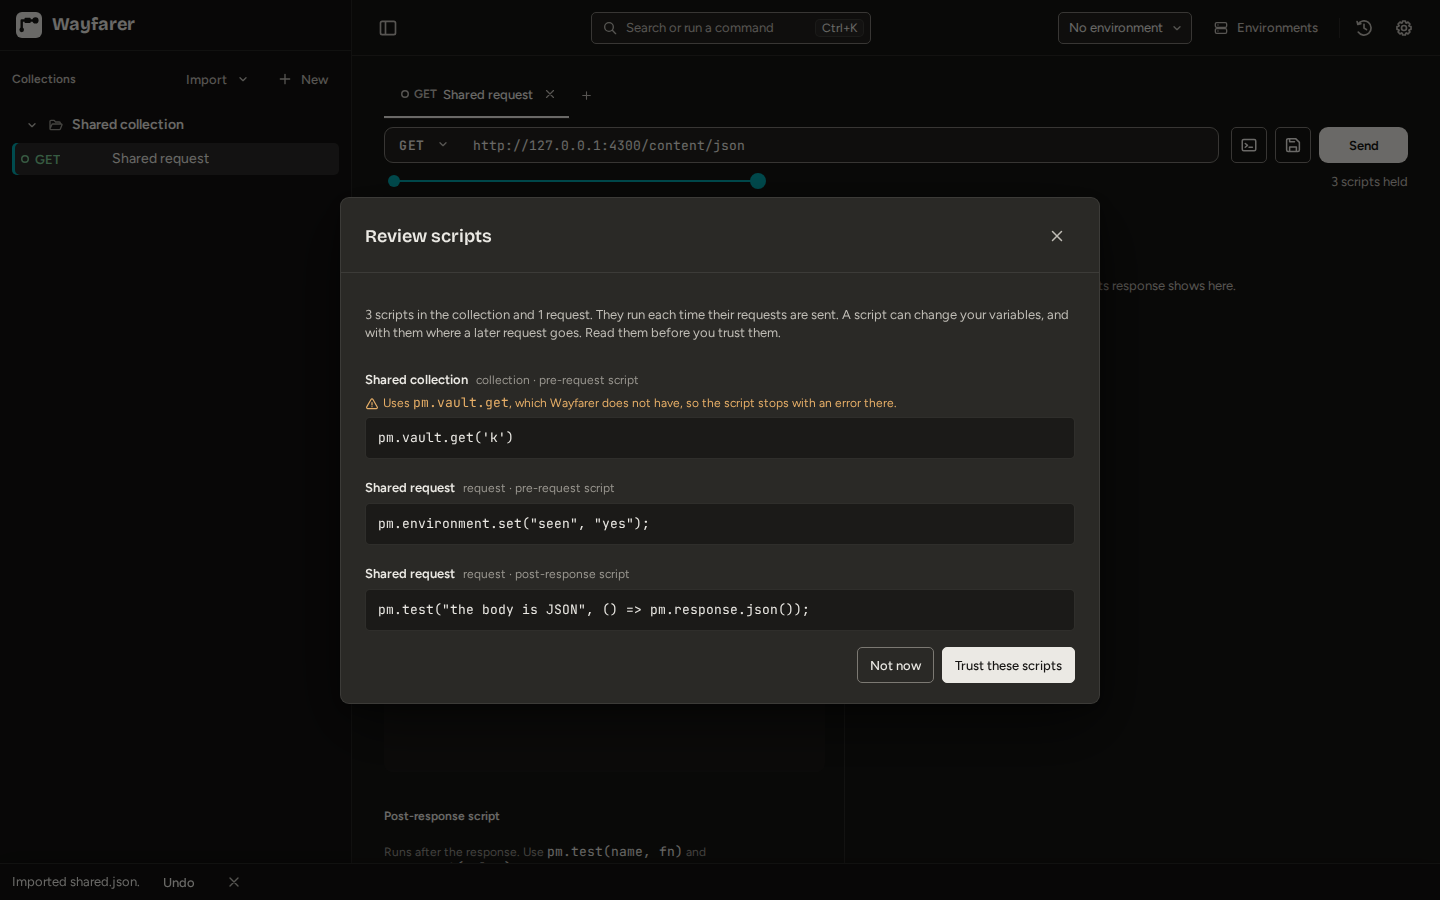 Wayfarer
Search or run a command
Ctrl+K
No environment
Environments
Collections
Import
New
GET Shared request
Shared collection
GET Shared request
GET
http://127.0.0.1:4300/content/json
Send
3 scripts held
Review scripts
ts response shows here.
3 scripts in the collection and 1 request. They run each time their requests are sent. A script can change your variables, and
with them where a later request goes. Read them before you trust them.
Shared collection collection · pre-request script
Uses pm.vault.get, which Wayfarer does not have, so the script stops with an error there.
pm.vault.get('k')
Shared request request · pre-request script
pm.environment.set("seen", "yes");
Shared request request · post-response script
pm.test("the body is JSON", () => pm.response.json());
Not now
Trust these scripts
Post-response script
Runs after the response. Use pm.test(name, fn) and
Imported shared.json.
Undo